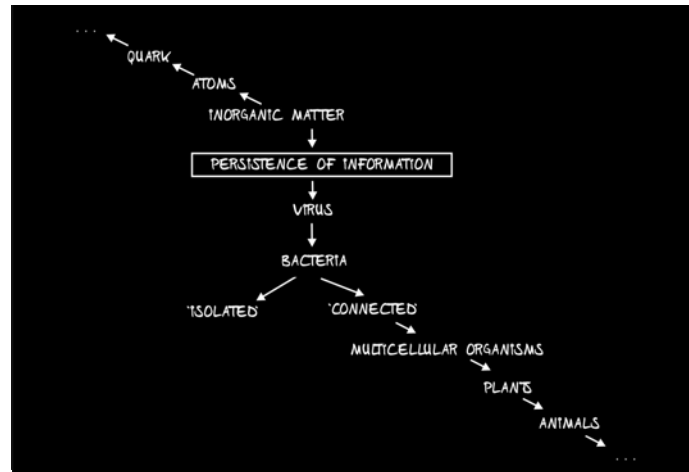 ...
QUARK
ATOMS
INORGANIC MATTER
PERSISTENCE OF INFORMATION
VIRUS
BACTERIA
'ISOLATED' 'CONNECTED'
MULTICELLULAR ORGANISMS
PLANTS
ANIMALS
...